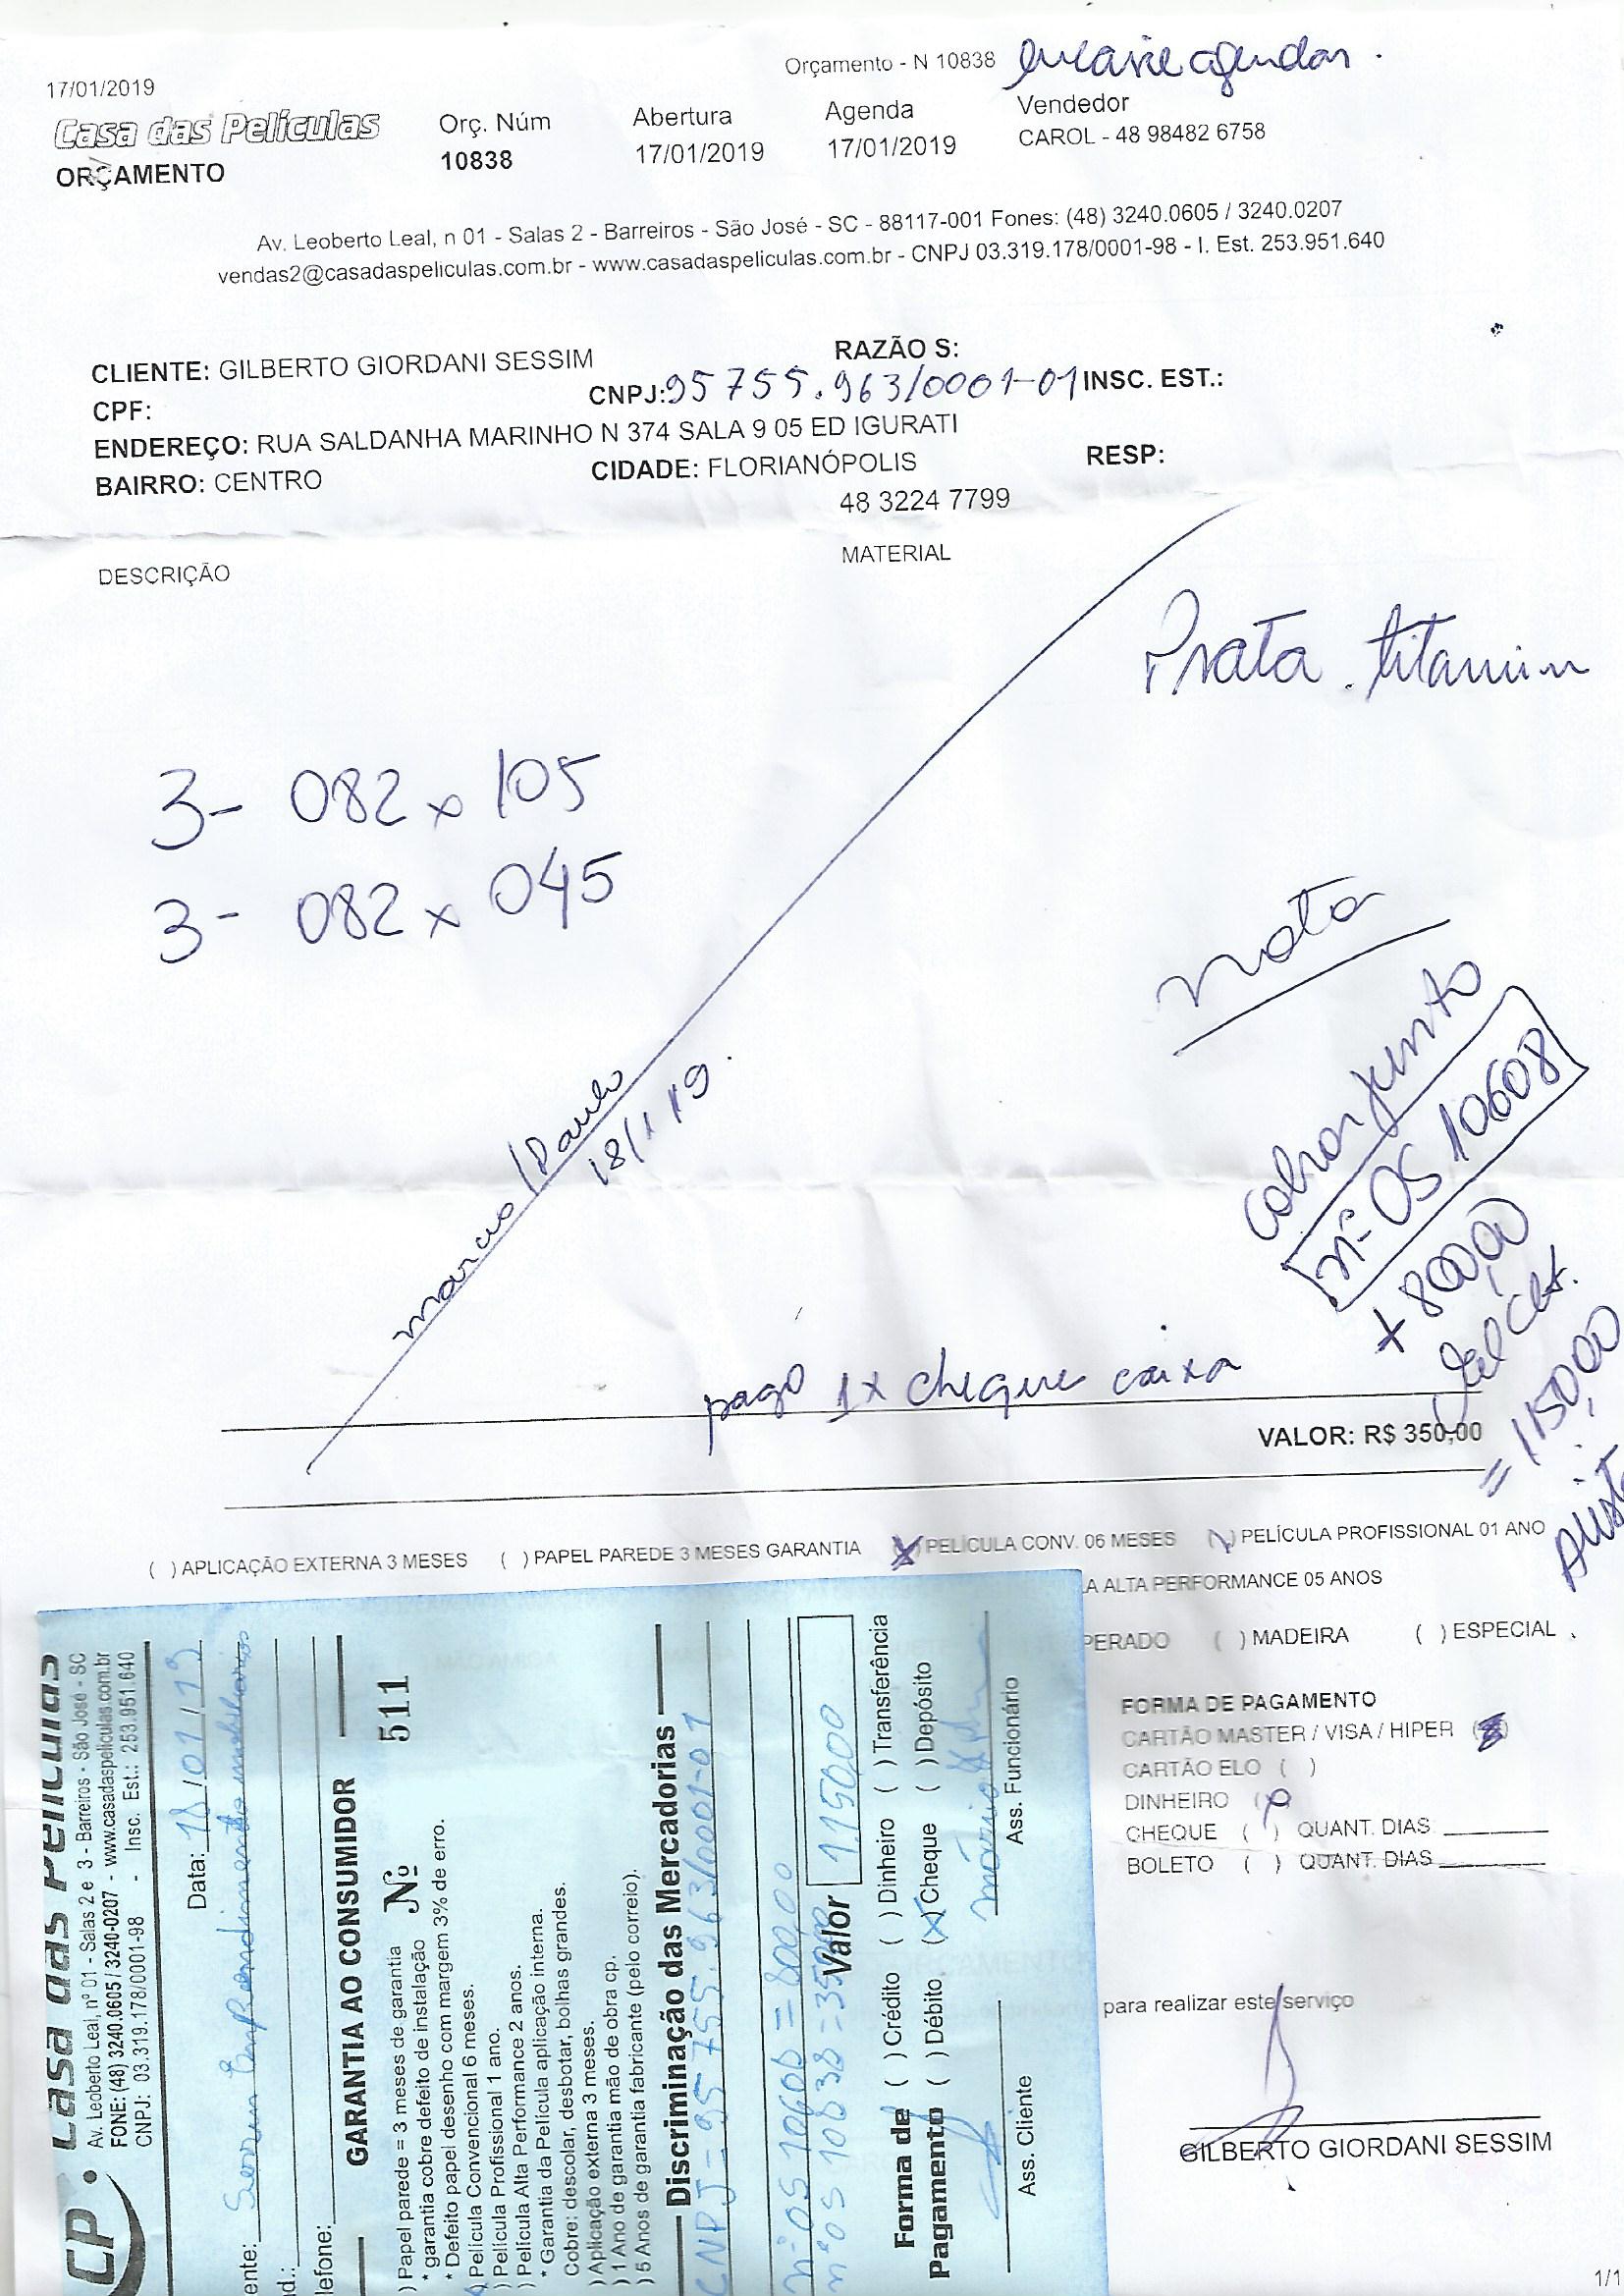 Orçamento - N 10838 encaixe agendar.
17/01/2019
Casa das Películas
ORÇAMENTO
Orç. Núm
10838
Abertura
17/01/2019
Agenda
17/01/2019
Vendedor
CAROL - 48 98482 6758
Av. Leoberto Leal, n 01 - Salas 2 - Barreiros - São José - SC - 88117-001 Fones: (48) 3240.0605 / 3240.0207
vendas2@casadaspeliculas.com.br - www.casadaspeliculas.com.br - CNPJ 03.319.178/0001-98 - I. Est. 253.951.640
CLIENTE: GILBERTO GIORDANI SESSIM RAZÃO S:
CPF: CNPJ: 95 755.963/0001-01 INSC. EST.:
ENDEREÇO: RUA SALDANHA MARINHO N 374 SALA 9 05 ED IGURATI
BAIRRO: CENTRO CIDADE: FLORIANÓPOLIS RESP:
48 3224 7799
DESCRIÇÃO MATERIAL
Prata titanium
3- 082 x 105
3- 082 x 045
nota
cobrar junto
nº OS 10608
+ 800,00
= 1150,00
marcio / Paulo
18/1/19.
pago 1x cheque caixa
VALOR: R$ 350,00
( ) APLICAÇÃO EXTERNA 3 MESES ( ) PAPEL PAREDE 3 MESES GARANTIA (x) PELÍCULA CONV. 06 MESES ( ) PELÍCULA PROFISSIONAL 01 ANO
A ALTA PERFORMANCE 05 ANOS
PERADO ( ) MADEIRA ( ) ESPECIAL
FORMA DE PAGAMENTO
CARTÃO MASTER / VISA / HIPER
CARTÃO ELO ( )
DINHEIRO
CHEQUE ( ) QUANT. DIAS
BOLETO ( ) QUANT. DIAS
para realizar este serviço
GILBERTO GIORDANI SESSIM
1/1
CP. Casa das Películas
Av. Leoberto Leal, nº 01 - Salas 2 e 3 - Barreiros - São José - SC
FONE: (48) 3240.0605 / 3240-0207 - www.casadaspeliculas.com.br
CNPJ: 03.319.178/0001-98 - Insc. Est.: 253.951.640
Data: 18/01/19
ente: Empreendimentos imobiliarios
d.:
lefone:
GARANTIA AO CONSUMIDOR
Nº 511
) Papel parede = 3 meses de garantia
* garantia cobre defeito de instalação
* Defeito papel desenho com margem 3% de erro.
) Película Convencional 6 meses.
) Película Profissional 1 ano.
) Película Alta Performance 2 anos.
* Garantia da Película aplicação interna.
Cobre: descolar, desbotar, bolhas grandes.
) Aplicação externa 3 meses.
) 1 Ano de garantia mão de obra cp.
) 5 Anos de garantia fabricante (pelo correio).
Discriminação das Mercadorias
CNPJ - 95 755.963/0001-01
nº OS 10608 = 800,00
nº OS 10838 = 350,00
Valor 1.150,00
Forma de Pagamento
( ) Crédito ( ) Dinheiro ( ) Transferência
( ) Débito (x) Cheque ( ) Depósito
Ass. Cliente Ass. Funcionário